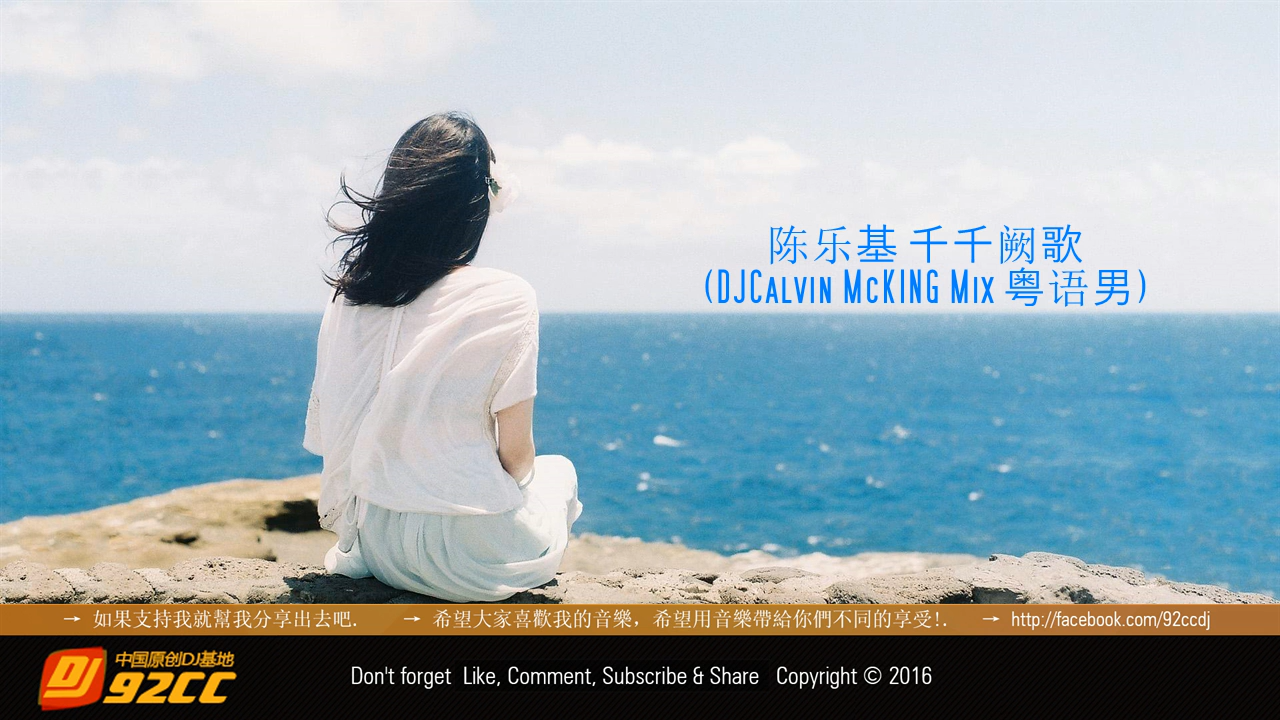 陈乐基 千千阙歌
(DJCalvin McKING Mix 粤语男)
→ 如果支持我就幫我分享出去吧. → 希望大家喜歡我的音樂，希望用音樂帶給你們不同的享受!. → http://facebook.com/92ccdj
中国原创DJ基地
DJ 92CC
Don't forget Like, Comment, Subscribe & Share Copyright © 2016